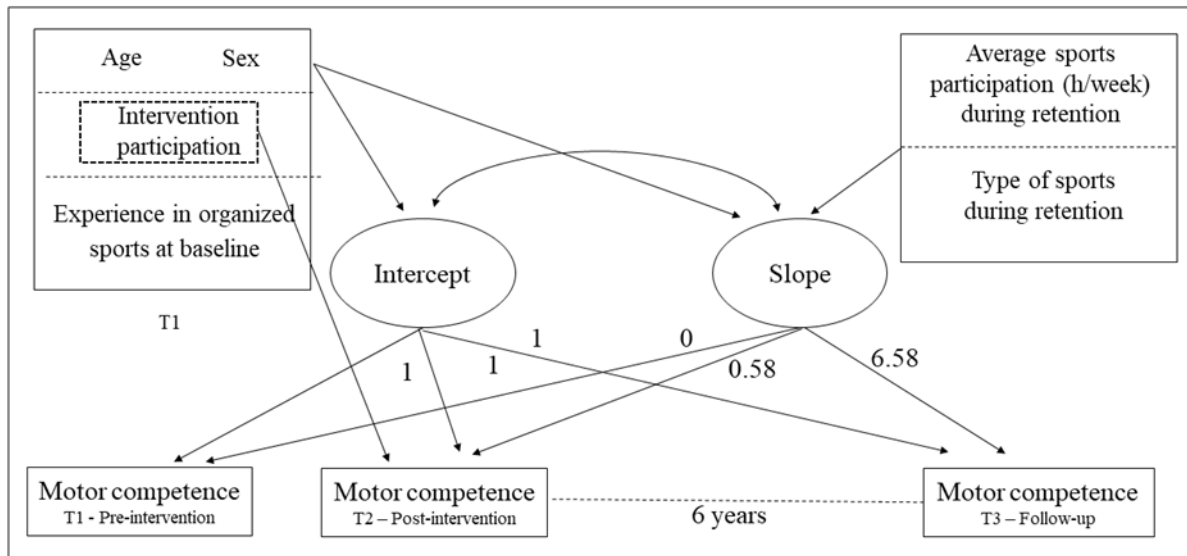 Age Sex
Intervention
participation
Experience in organized
sports at baseline
T1
Average sports
participation (h/week)
during retention
Type of sports
during retention
Intercept
Slope
1
1
1
0
0.58
6.58
Motor competence
T1 - Pre-intervention
Motor competence
T2 – Post-intervention
6 years
Motor competence
T3 – Follow-up